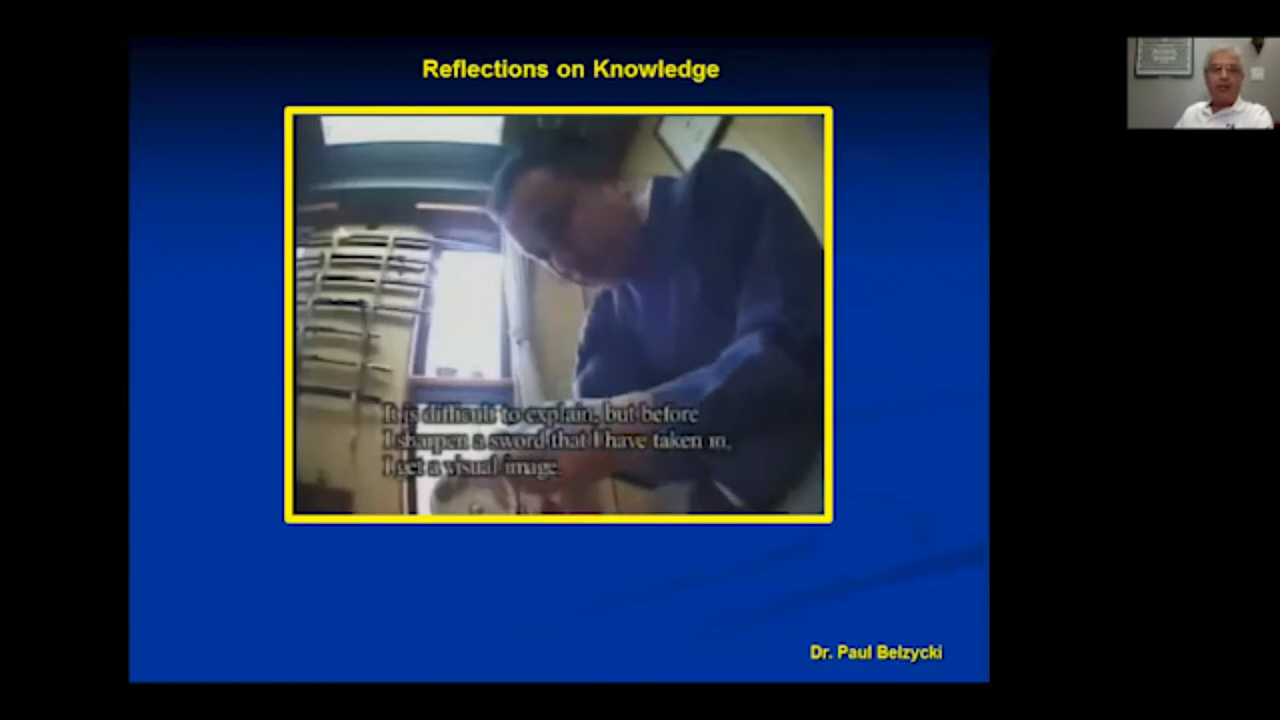 Reflections on Knowledge
It is difficult to explain, but before
I sharpen a sword that I have taken in,
I get a visual image.
Dr. Paul Belzycki